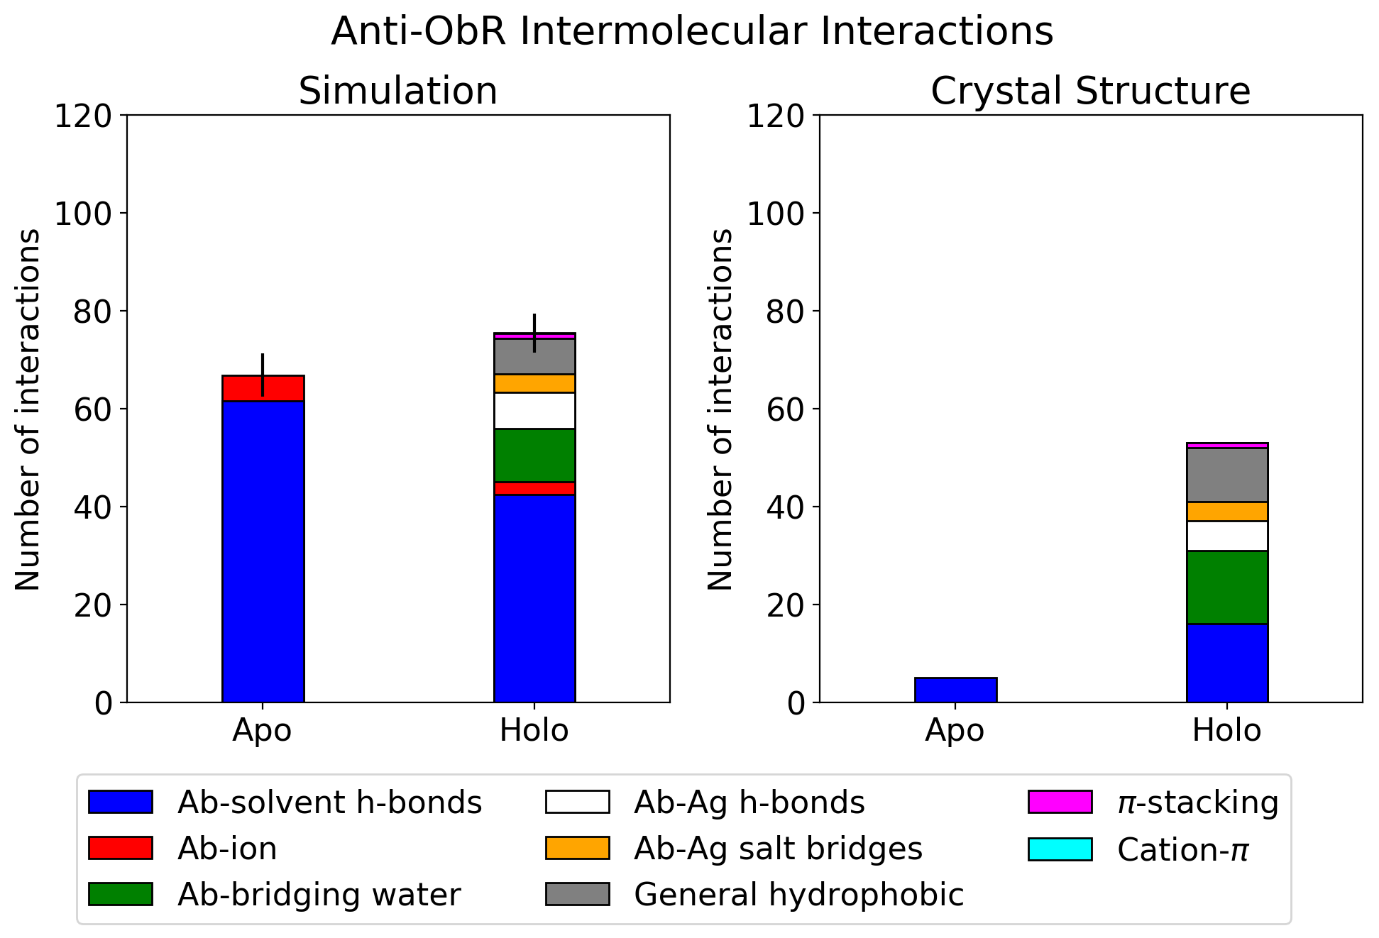 Anti-ObR Intermolecular Interactions
Simulation
Number of interactions
120
100
80
60
40
20
0
Apo Holo
Crystal Structure
Number of interactions
120
100
80
60
40
20
0
Apo Holo
Ab-solvent h-bonds
Ab-ion
Ab-bridging water
Ab-Ag h-bonds
Ab-Ag salt bridges
General hydrophobic
π-stacking
Cation-π